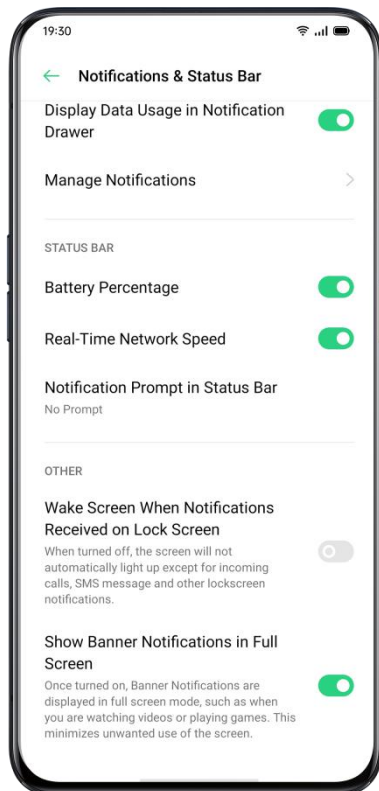 19:30
Notifications & Status Bar
Display Data Usage in Notification
Drawer
Manage Notifications
STATUS BAR
Battery Percentage
Real-Time Network Speed
Notification Prompt in Status Bar
No Prompt
OTHER
Wake Screen When Notifications
Received on Lock Screen
When turned off, the screen will not
automatically light up except for incoming
calls, SMS message and other lockscreen
notifications.
Show Banner Notifications in Full
Screen
Once turned on, Banner Notifications are
displayed in full screen mode, such as when
you are watching videos or playing games. This
minimizes unwanted use of the screen.